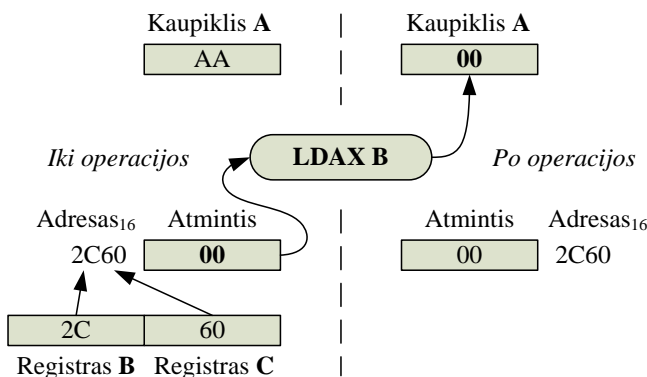 Kaupiklis A Kaupiklis A
AA 00
Iki operacijos LDAX B Po operacijos
Adresas16 Atmintis Atmintis Adresas16
2C60 00 00 2C60
2C 60
Registras B Registras C